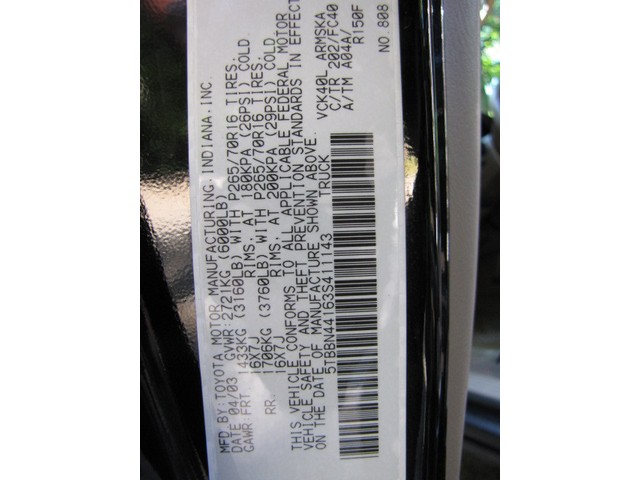 MFD BY:TOYOTA MOTOR MANUFACTURING, INDIANA, INC.
DATE 04/03 GVWR:2721KG (6000LB)
GAWR FRT. 1433KG (3160LB) WITH P265/70R16 TIRES,
16X7J RIMS, AT 180KPA (26PSI) COLD
RR. 1706KG (3760LB) WITH P265/70R16 TIRES,
16X7J RIMS, AT 200KPA (29PSI) COLD
THIS VEHICLE CONFORMS TO ALL APPLICABLE FEDERAL MOTOR
VEHICLE SAFETY AND THEFT PREVENTION STANDARDS IN EFFECT
ON THE DATE OF MANUFACTURE SHOWN ABOVE.
5TBBN44163S411143 TRUCK
VCK40L ARMSKA
C/TR 202/FC40
A/TM A04A/
R150F
NO.808